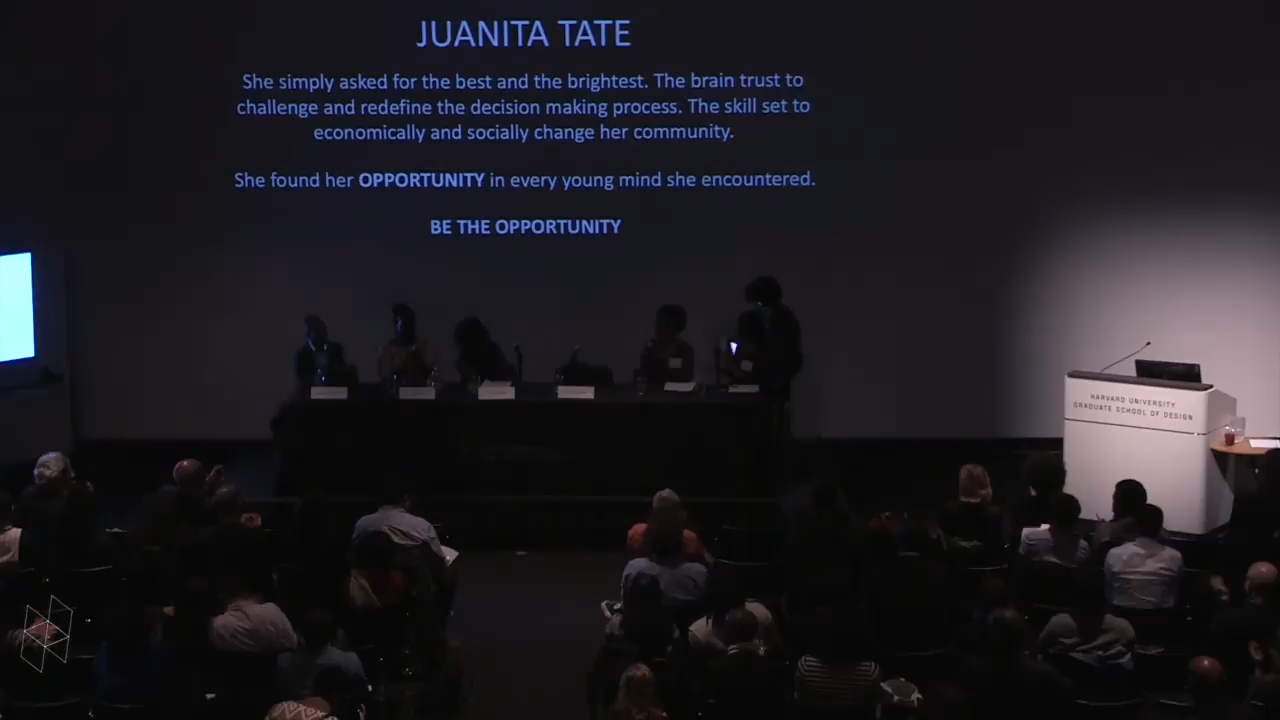 JUANITA TATE
She simply asked for the best and the brightest. The brain trust to
challenge and redefine the decision making process. The skill set to
economically and socially change her community.
She found her OPPORTUNITY in every young mind she encountered.
BE THE OPPORTUNITY
HARVARD UNIVERSITY
GRADUATE SCHOOL OF DESIGN